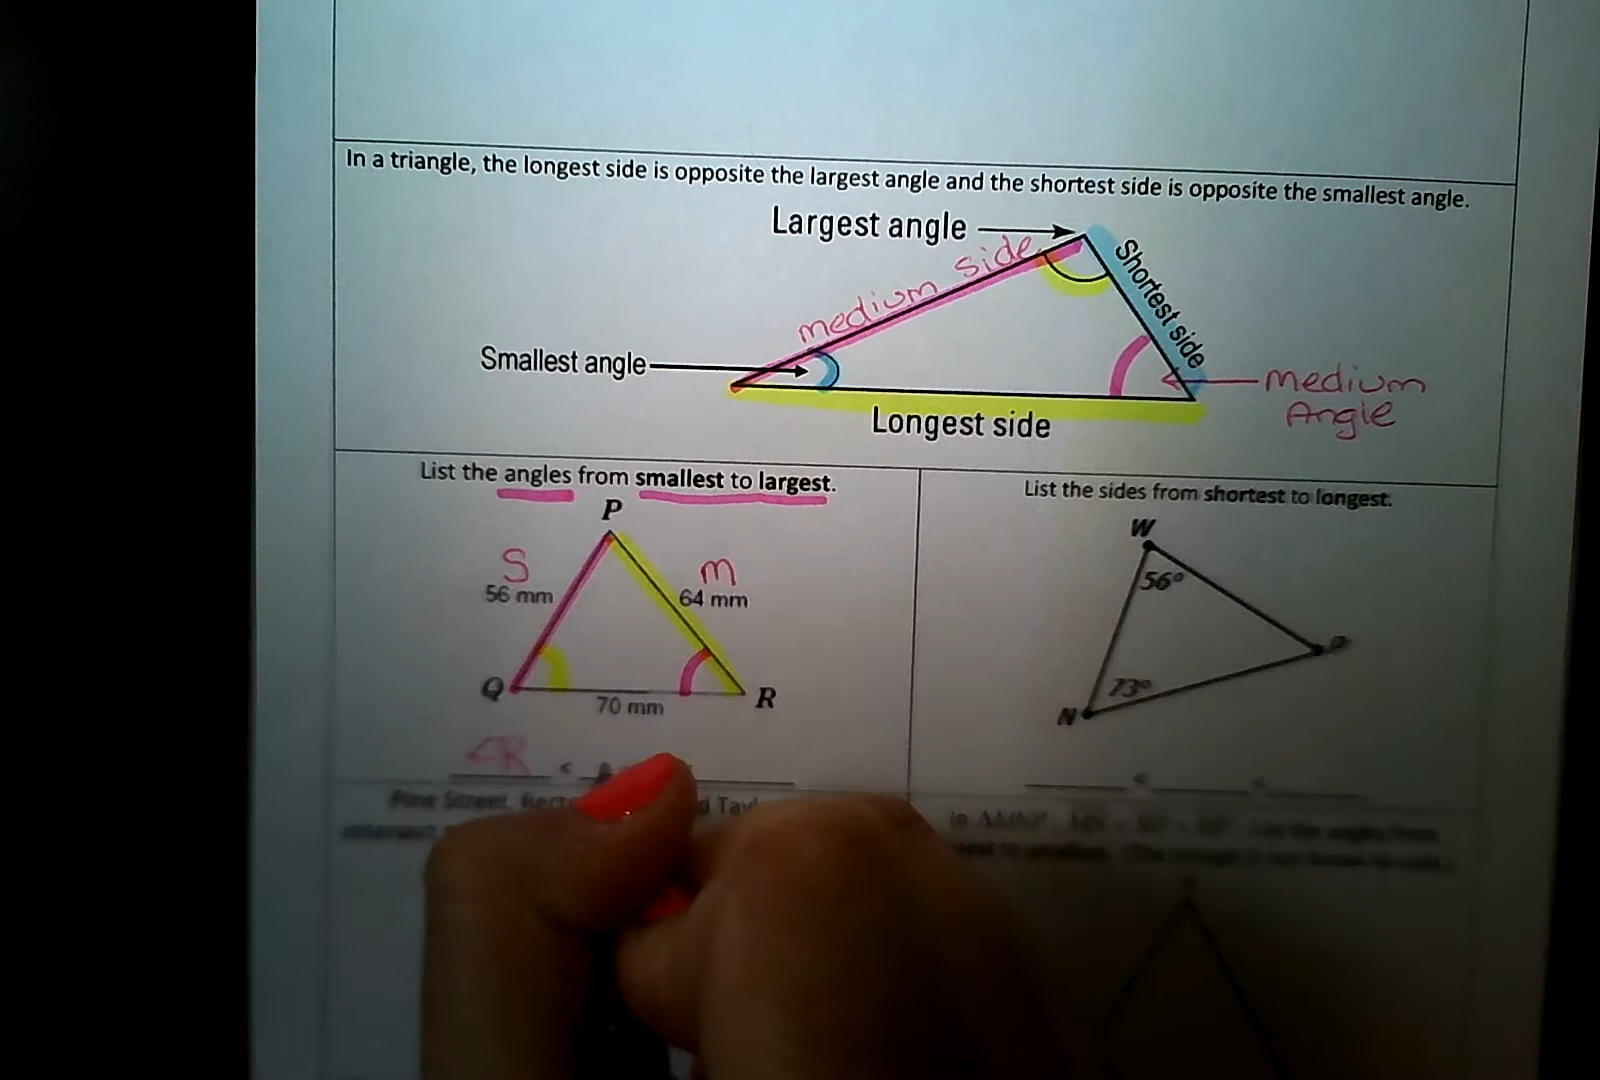 In a triangle, the longest side is opposite the largest angle and the shortest side is opposite the smallest angle.
Largest angle
medium side
Shortest side
Smallest angle
medium
Angle
Longest side
List the angles from smallest to largest.
P
S
56 mm
m
64 mm
Q
70 mm
R
∠R <
List the sides from shortest to longest.
W
56°
P
73°
N
< <
Pine Street,